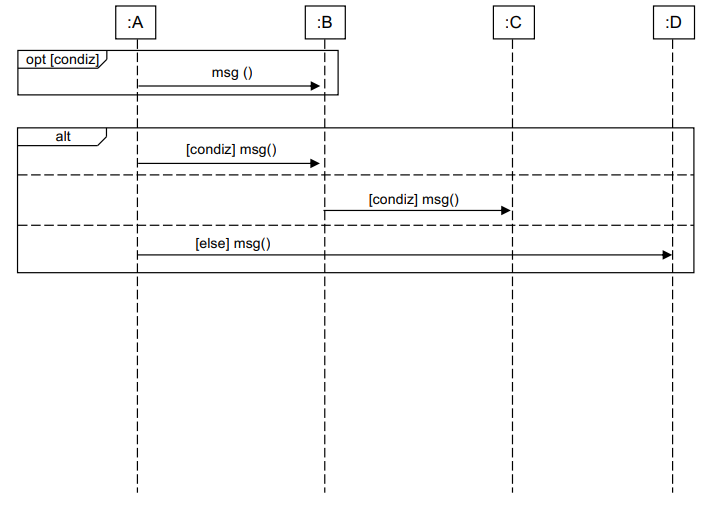 :A
:B
:C
:D
opt [condiz]
msg ()
alt
[condiz] msg()
[condiz] msg()
[else] msg()